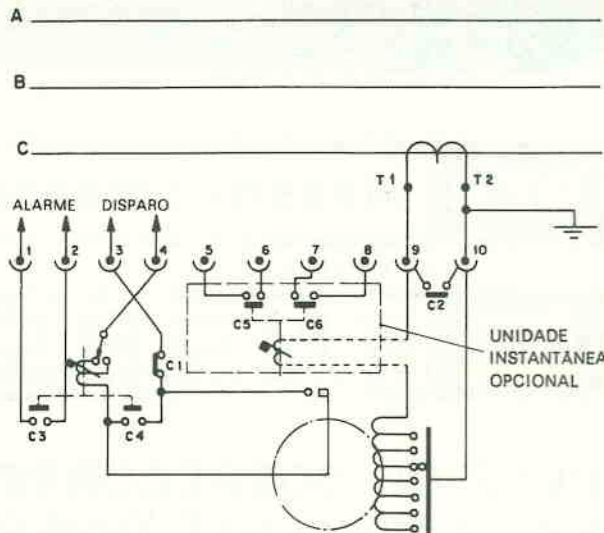 A
B
C
T1 T2
ALARME DISPARO
1 2 3 4 5 6 7 8 9 10
C5 C6 C2
C1
UNIDADE
INSTANTÂNEA
OPCIONAL
C3 C4